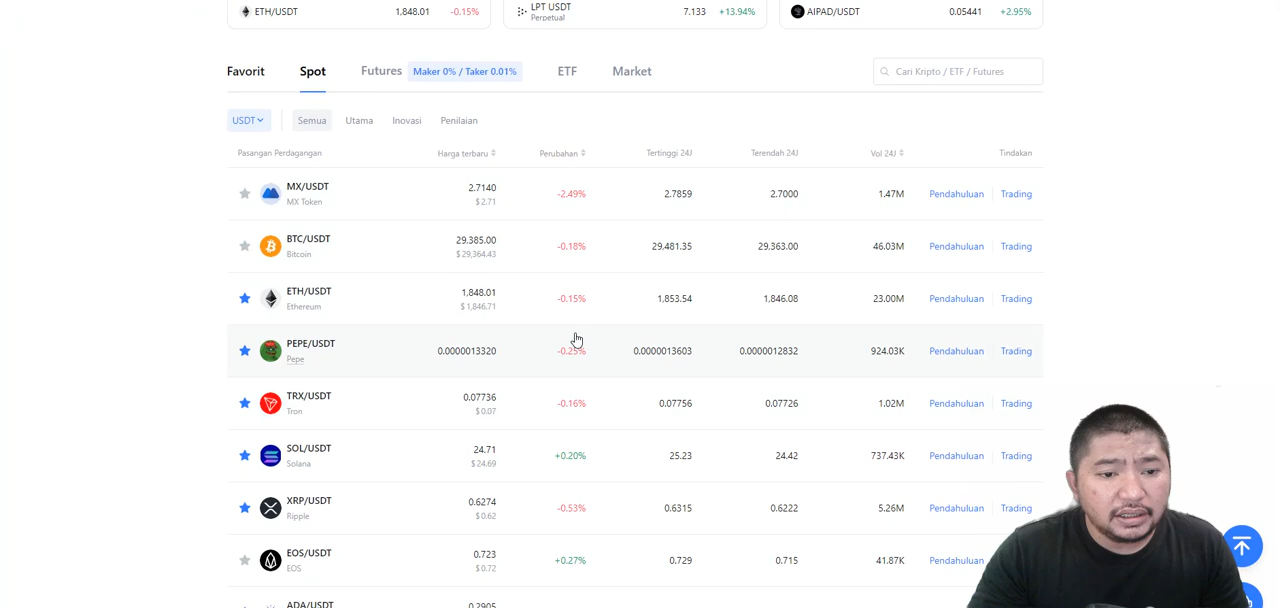 ETH/USDT 1,848.01 -0.15%
LPT USDT
Perpetual
7.133 +13.94%
AIPAD/USDT 0.05441 +2.95%
Favorit Spot Futures Maker 0% / Taker 0.01% ETF Market
Cari Kripto / ETF / Futures
USDT Semua Utama Inovasi Penilaian
Pasangan Perdagangan Harga terbaru Perubahan Tertinggi 24J Terendah 24J Vol 24J Tindakan
MX/USDT
MX Token
2.7140
$ 2.71
-2.49% 2.7859 2.7000 1.47M Pendahuluan Trading
BTC/USDT
Bitcoin
29.385.00
$ 29,364.43
-0.18% 29,481.35 29,363.00 46.03M Pendahuluan Trading
ETH/USDT
Ethereum
1,848.01
$ 1,846.71
-0.15% 1,853.54 1,846.08 23.00M Pendahuluan Trading
PEPE/USDT
Pepe
0.0000013320 -0.25% 0.0000013603 0.0000012832 924.03K Pendahuluan Trading
TRX/USDT
Tron
0.07736
$ 0.07
-0.16% 0.07756 0.07726 1.02M Pendahuluan Trading
SOL/USDT
Solana
24.71
$ 24.69
+0.20% 25.23 24.42 737.43K Pendahuluan Trading
XRP/USDT
Ripple
0.6274
$ 0.62
-0.53% 0.6315 0.6222 5.26M Pendahuluan Trading
EOS/USDT
EOS
0.723
$ 0.72
+0.27% 0.729 0.715 41.87K Pendahuluan
ADA/USDT 0.2905